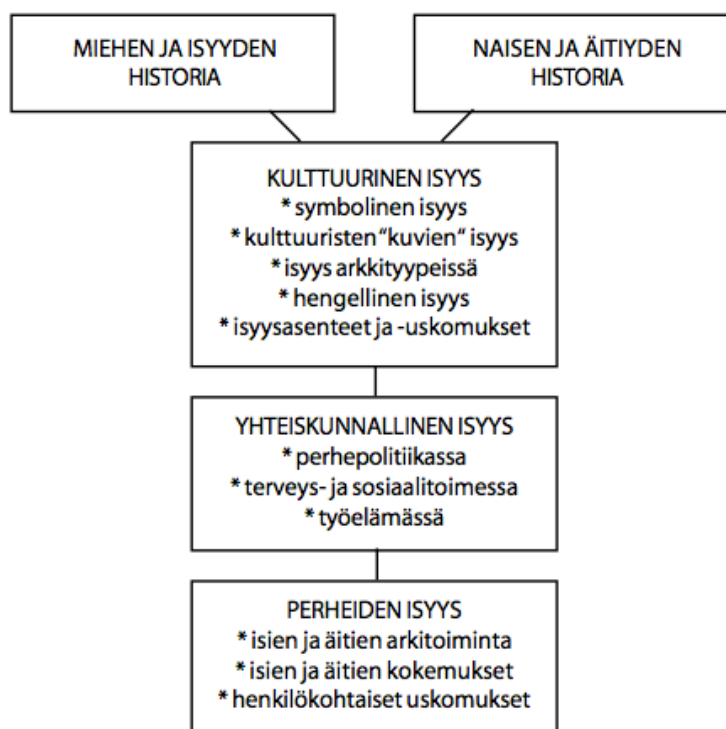 MIEHEN JA ISYYDEN
HISTORIA
NAISEN JA ÄITIYDEN
HISTORIA
KULTTUURINEN ISYYS
* symbolinen isyys
* kulttuuristen “kuvien“ isyys
* isyys arkkityypeissä
* hengellinen isyys
* isyysasenteet ja -uskomukset
YHTEISKUNNALLINEN ISYYS
* perhepolitiikassa
* terveys- ja sosiaalitoimessa
* työelämässä
PERHEIDEN ISYYS
* isien ja äitien arkitoiminta
* isien ja äitien kokemukset
* henkilökohtaiset uskomukset